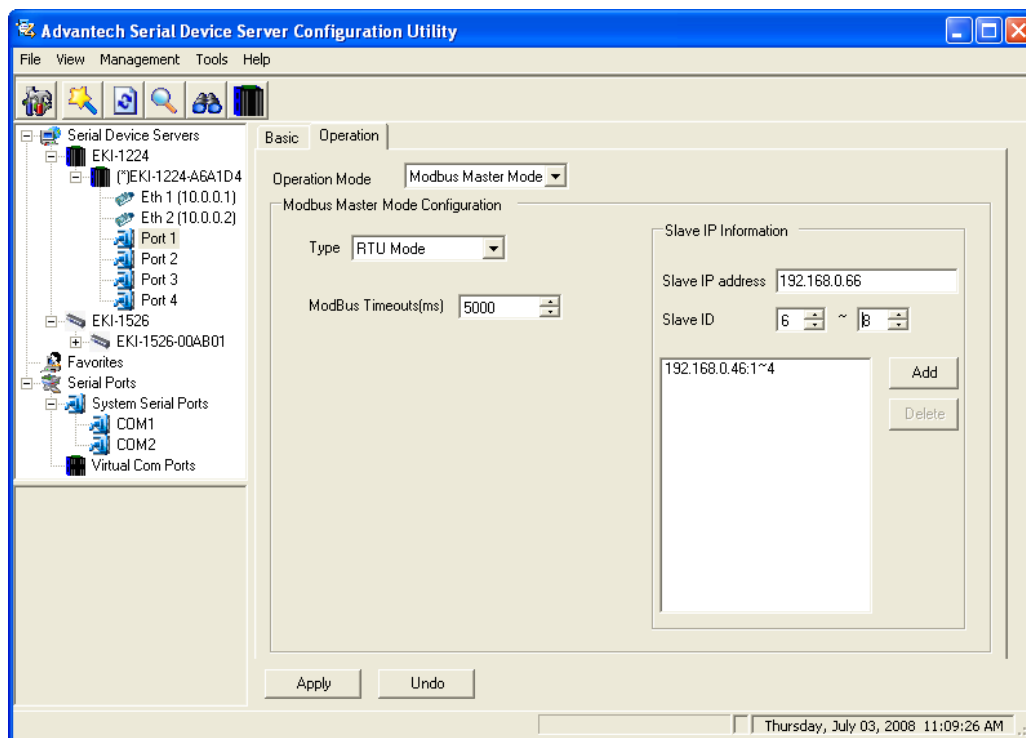 Advantech Serial Device Server Configuration Utility
File View Management Tools Help
Serial Device Servers
EKI-1224
(*)EKI-1224-A6A1D4
Eth 1 (10.0.0.1)
Eth 2 (10.0.0.2)
Port 1
Port 2
Port 3
Port 4
EKI-1526
EKI-1526-00AB01
Favorites
Serial Ports
System Serial Ports
COM1
COM2
Virtual Com Ports
Basic Operation
Operation Mode Modbus Master Mode
Modbus Master Mode Configuration
Type RTU Mode
ModBus Timeouts(ms) 5000
Slave IP Information
Slave IP address 192.168.0.66
Slave ID 6 ~ 8
192.168.0.46:1~4
Add
Delete
Apply Undo
Thursday, July 03, 2008 11:09:26 AM